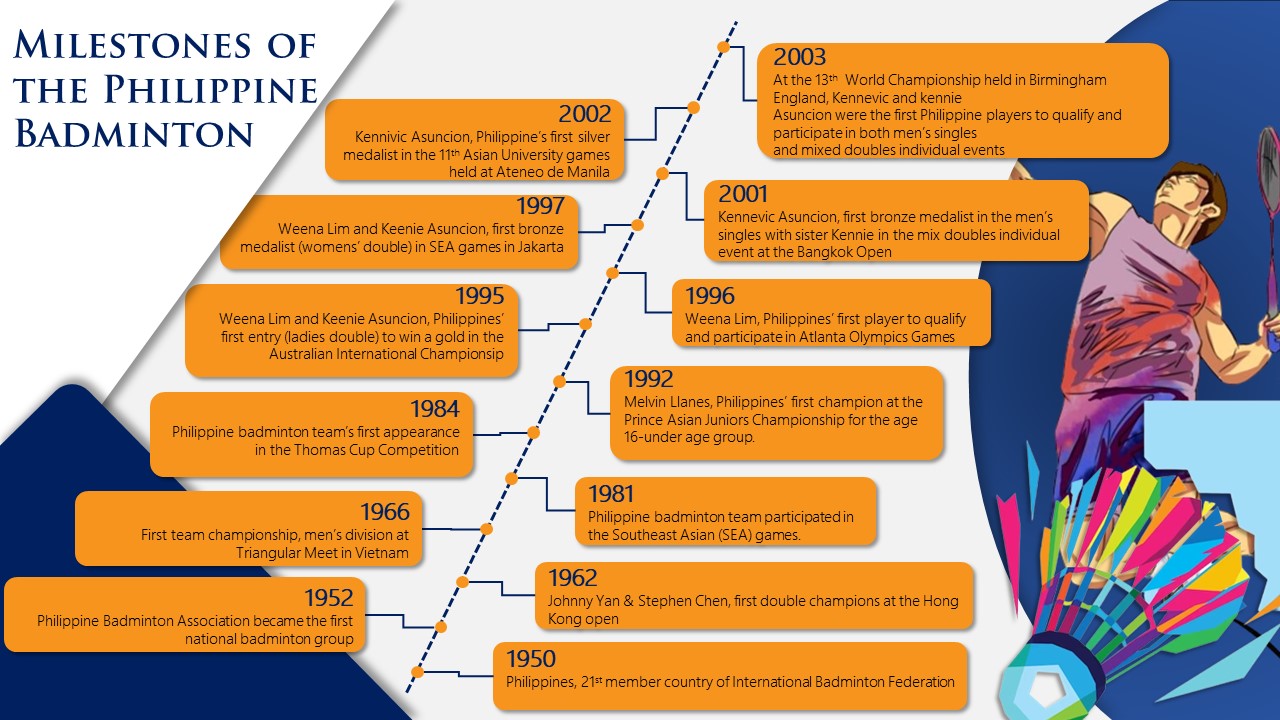 MILESTONES OF
THE PHILIPPINE
BADMINTON
2003
At the 13th World Championship held in Birmingham
England, Kennevic and kennie
Asuncion were the first Philippine players to qualify and
participate in both men's singles
and mixed doubles individual events
2002
Kennivic Asuncion, Philippine's first silver
medalist in the 11th Asian University games
held at Ateneo de Manila
2001
Kennevic Asuncion, first bronze medalist in the men's
singles with sister Kennie in the mix doubles individual
event at the Bangkok Open
1997
Weena Lim and Keenie Asuncion, first bronze
medalist (womens' double) in SEA games in Jakarta
1996
Weena Lim, Philippines' first player to qualify
and participate in Atlanta Olympics Games
1995
Weena Lim and Keenie Asuncion, Philippines'
first entry (ladies double) to win a gold in the
Australian International Championsip
1992
Melvin Llanes, Philippines' first champion at the
Prince Asian Juniors Championship for the age
16-under age group.
1984
Philippine badminton team's first appearance
in the Thomas Cup Competition
1981
Philippine badminton team participated in
the Southeast Asian (SEA) games.
1966
First team championship, men's division at
Triangular Meet in Vietnam
1962
Johnny Yan & Stephen Chen, first double champions at the Hong
Kong open
1952
Philippine Badminton Association became the first
national badminton group
1950
Philippines, 21st member country of International Badminton Federation